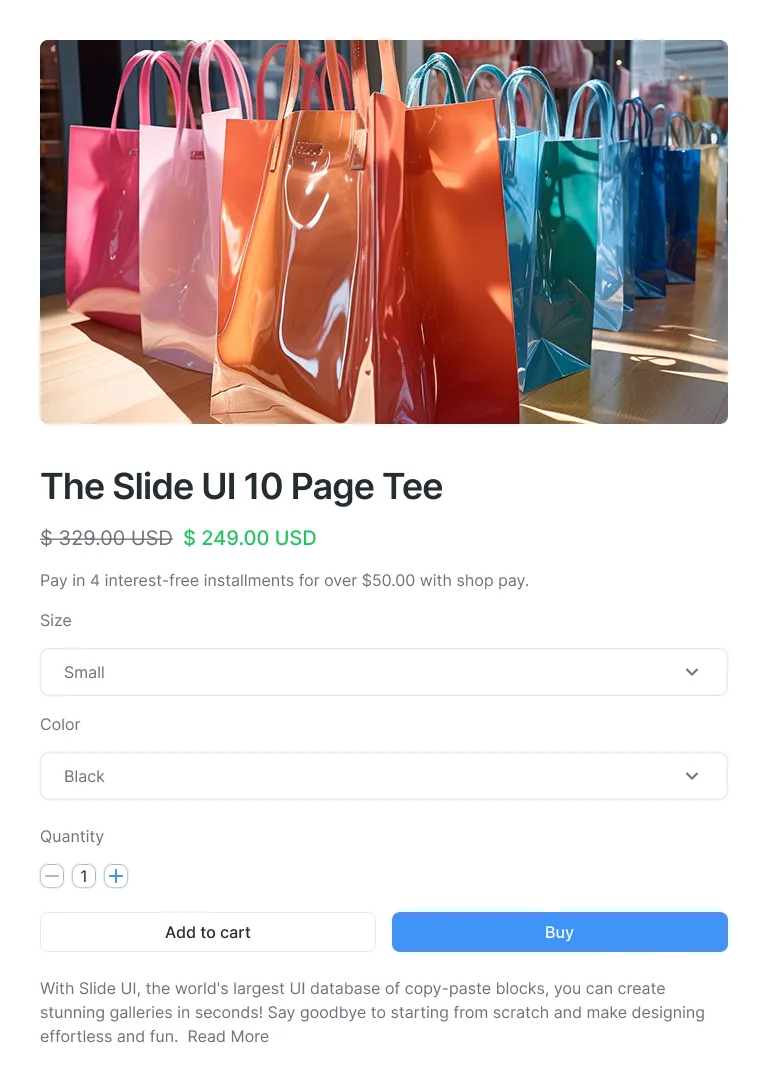 The Slide UI 10 Page Tee
$ 329.00 USD $ 249.00 USD
Pay in 4 interest-free installments for over $50.00 with shop pay.
Size
Small
Color
Black
Quantity
1
Add to cart
Buy
With Slide UI, the world's largest UI database of copy-paste blocks, you can create
stunning galleries in seconds! Say goodbye to starting from scratch and make designing
effortless and fun. Read More